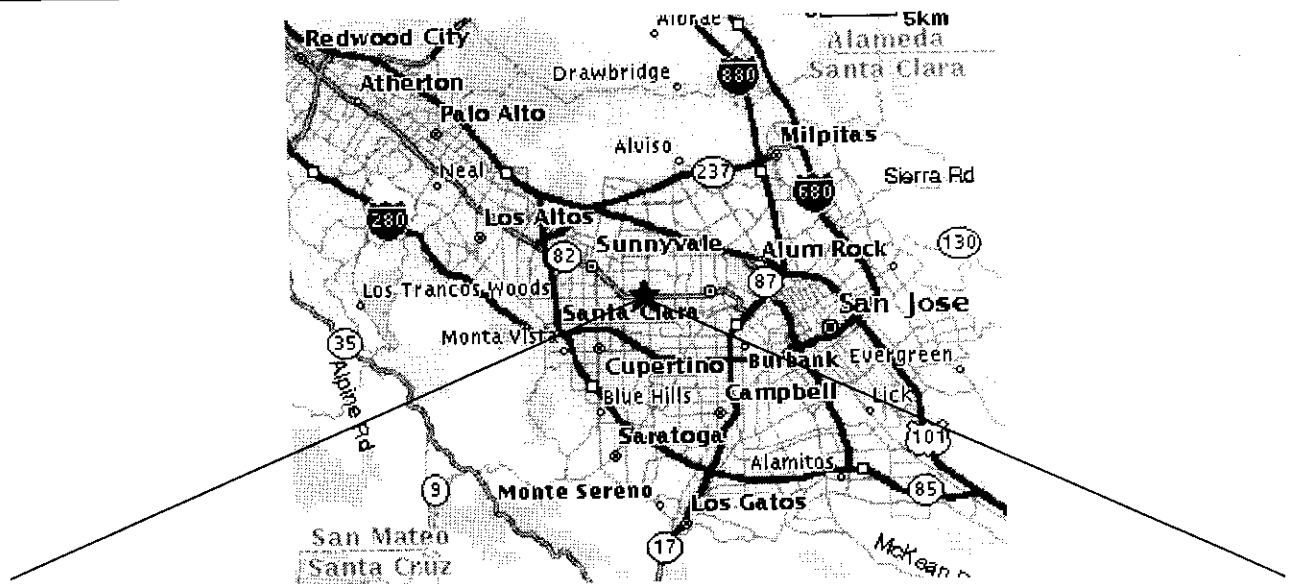 5km
Redwood City
Alameda
Santa Clara
Drawbridge
880
Atherton
Palo Alto
Milpitas
Alviso
Neal
237
Sierra Rd
680
280
Los Altos
Sunnyvale
Alum Rock
130
82
87
Los Trancos Woods
San Jose
Santa Clara
Monta Vista
35
Burbank
Evergreen
Cupertino
Alpine Rd
Blue Hills
Campbell
Lick
Saratoga
101
Alamitos
9
Monte Sereno
85
Los Gatos
San Mateo
17
McKean
Santa Cruz